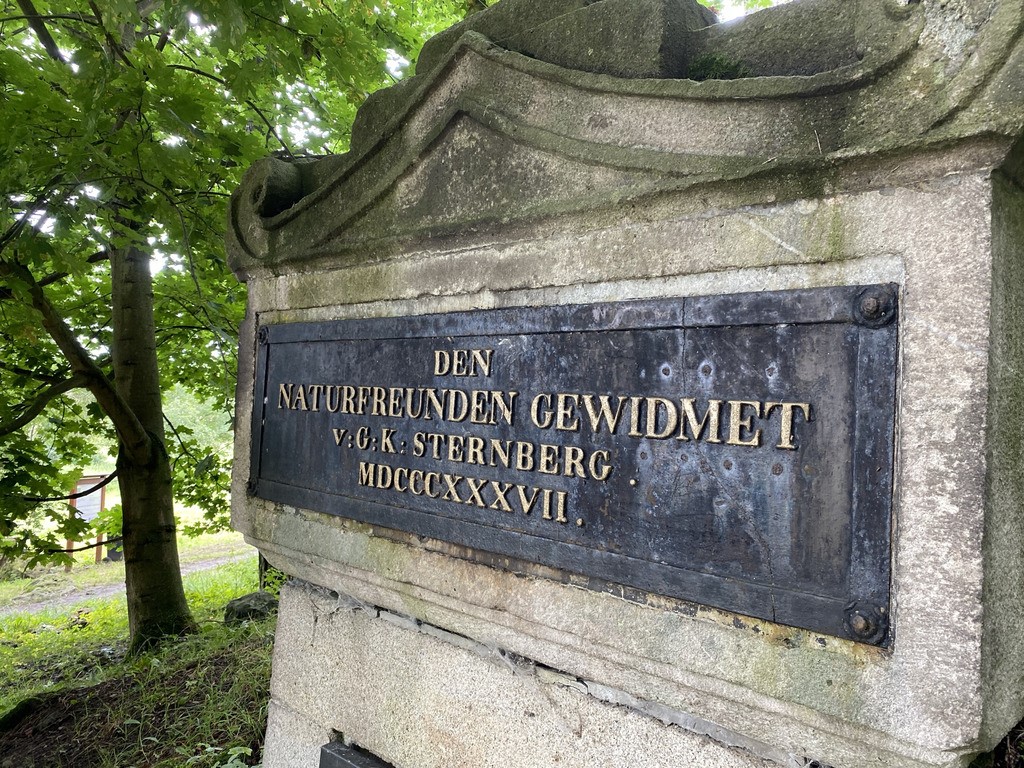 DEN
NATURFREUNDEN GEWIDMET
V: G: K: STERNBERG.
MDCCCXXXVII.